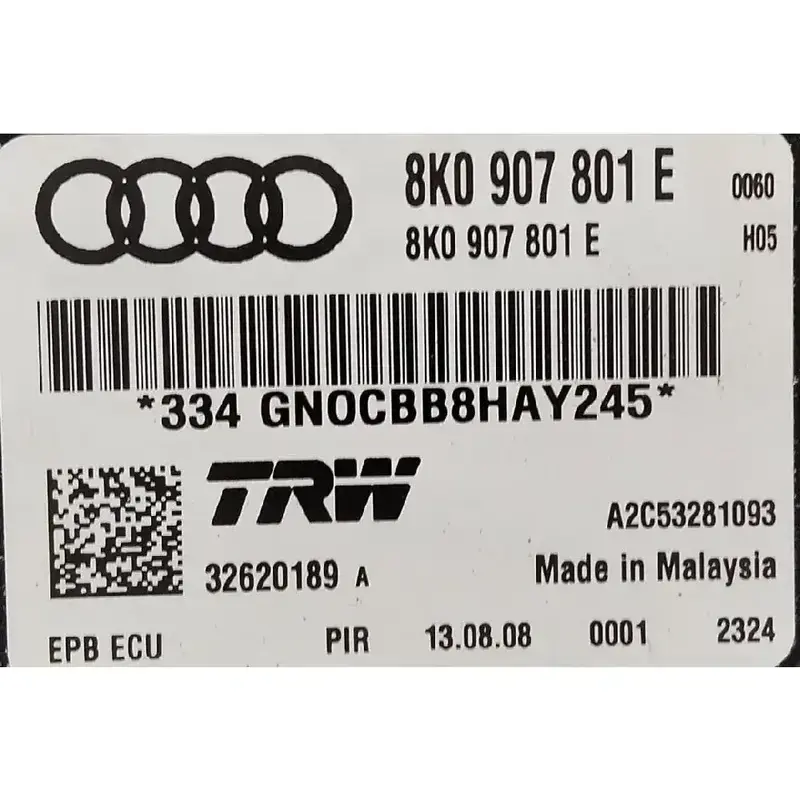 8K0 907 801 E 0060
8K0 907 801 E H05
*334 GNOCBB8HAY245*
TRW
A2C53281093
32620189 A
Made in Malaysia
EPB ECU PIR 13.08.08 0001 2324